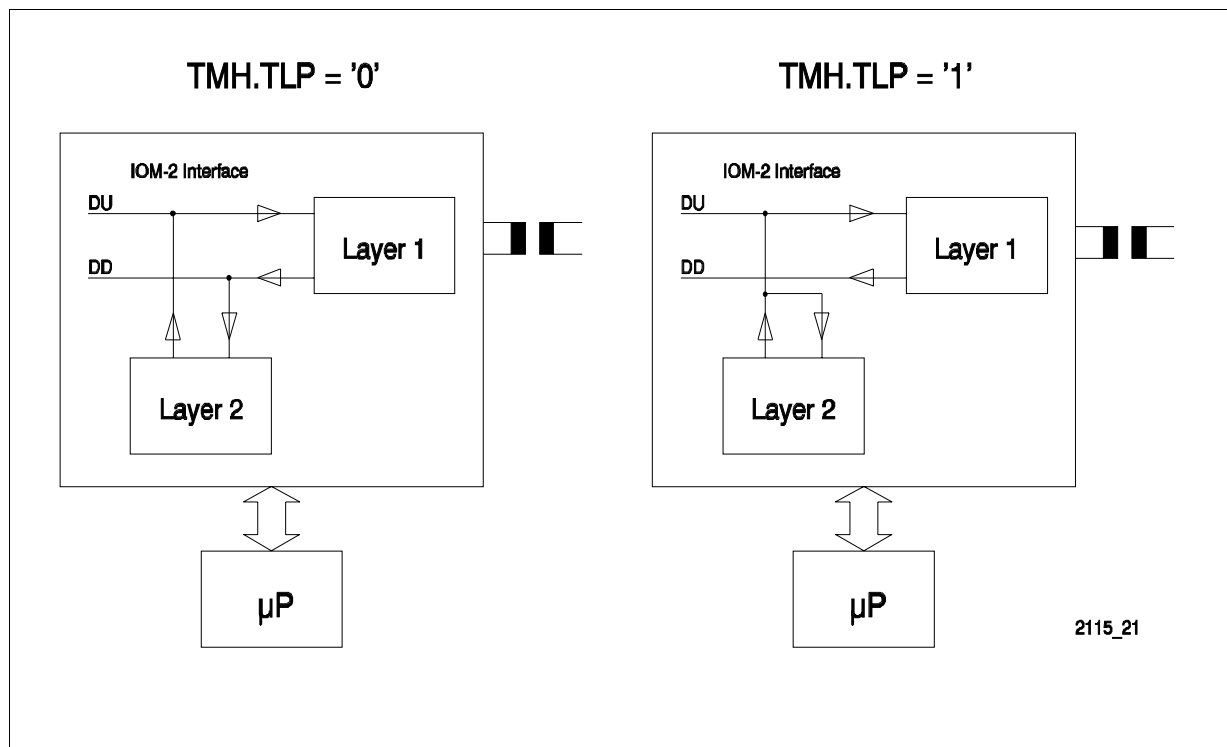 TMH.TLP = '0'
IOM-2 Interface
DU
DD
Layer 1
Layer 2
µP
TMH.TLP = '1'
IOM-2 Interface
DU
DD
Layer 1
Layer 2
µP
2115_21